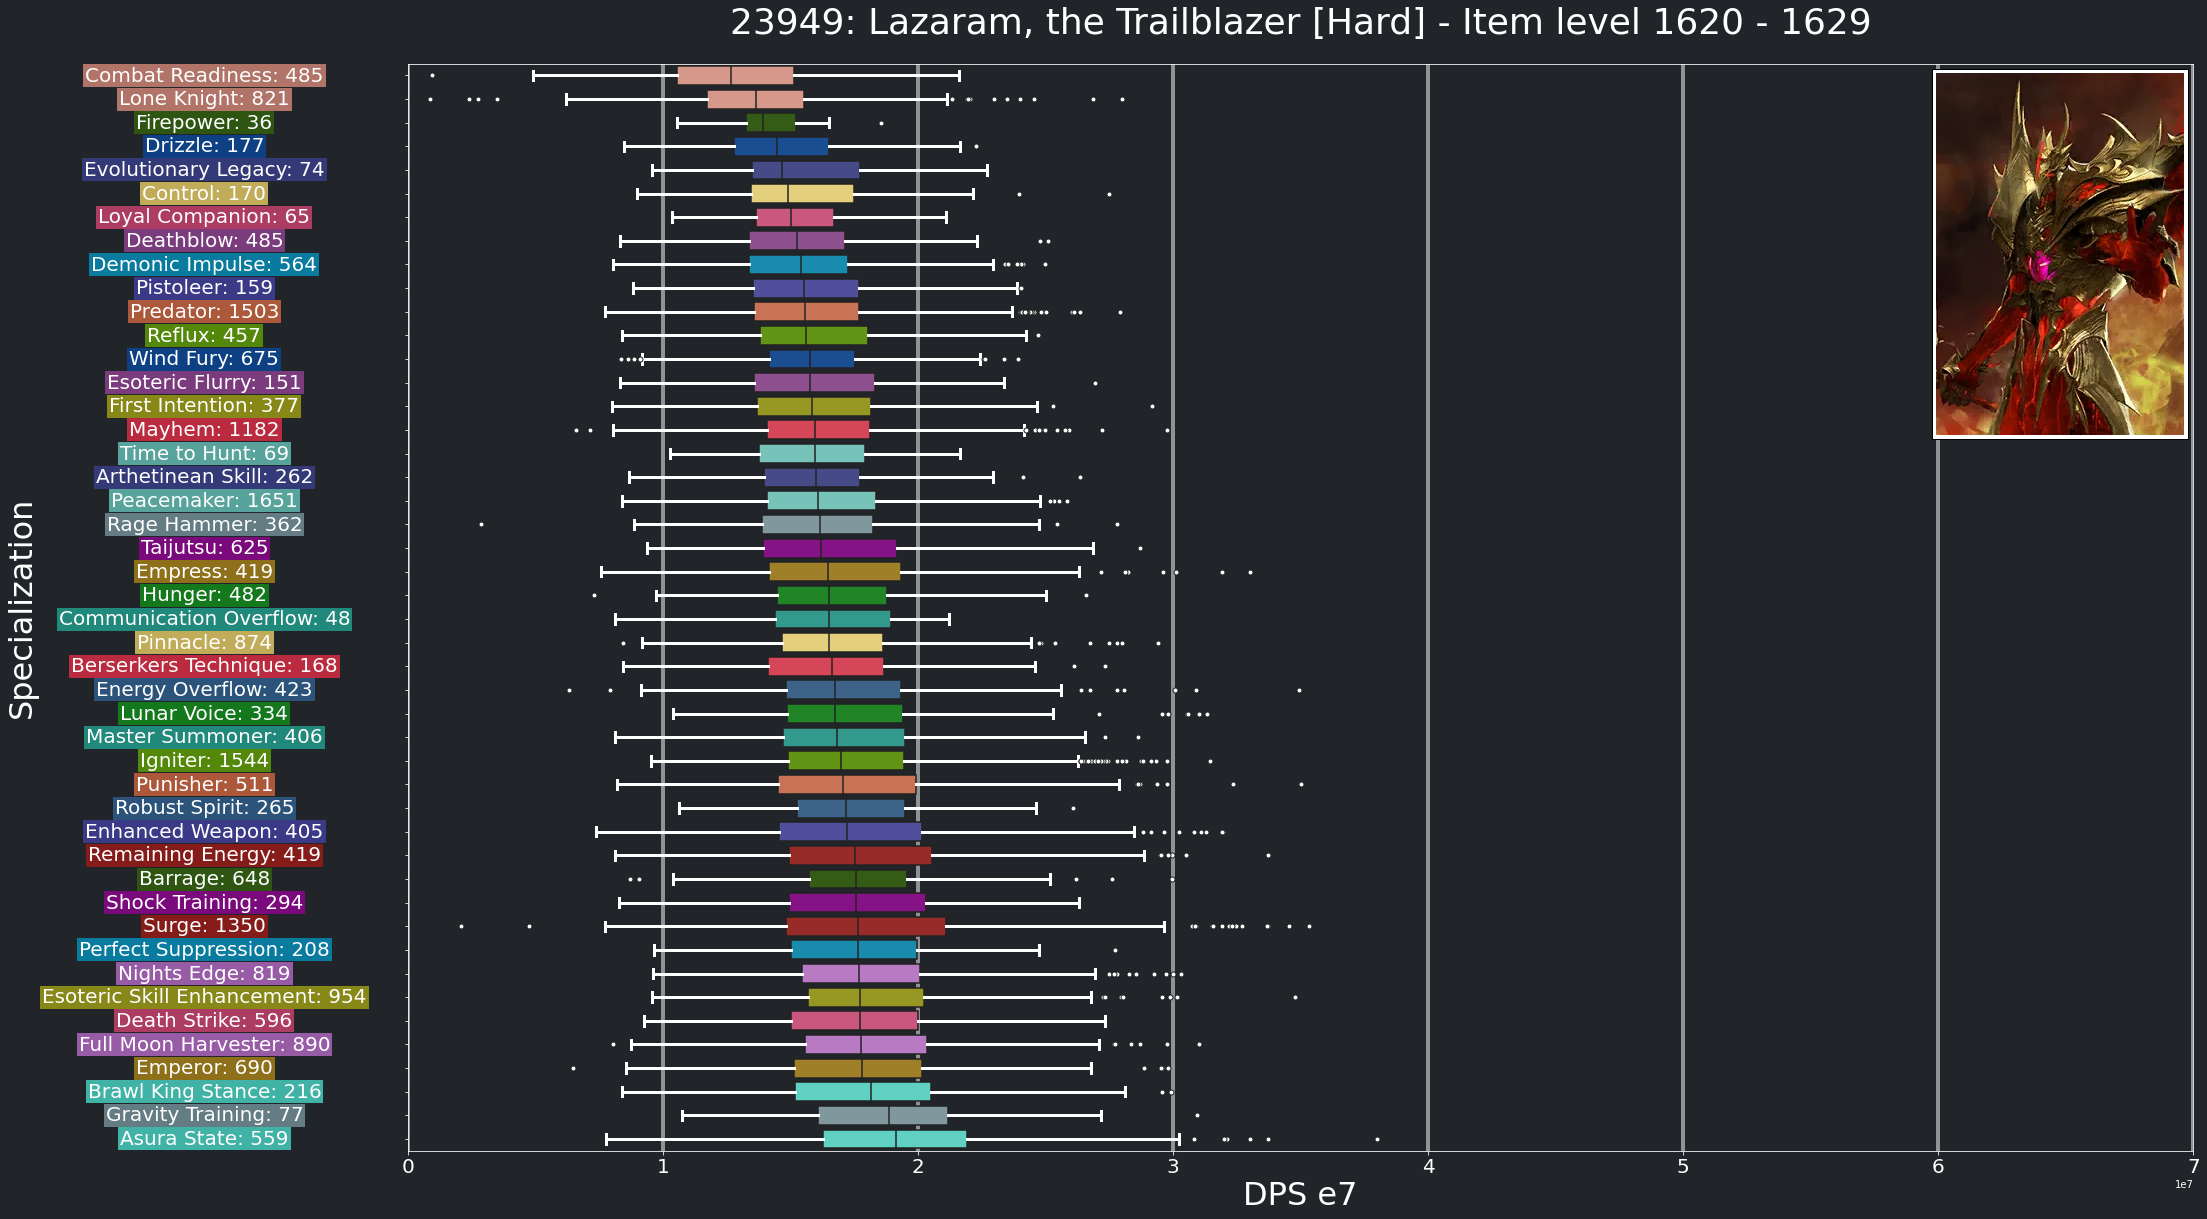 23949: Lazaram, the Trailblazer [Hard] - Item level 1620 - 1629
Specialization
Combat Readiness: 485
Lone Knight: 821
Firepower: 36
Drizzle: 177
Evolutionary Legacy: 74
Control: 170
Loyal Companion: 65
Deathblow: 485
Demonic Impulse: 564
Pistoleer: 159
Predator: 1503
Reflux: 457
Wind Fury: 675
Esoteric Flurry: 151
First Intention: 377
Mayhem: 1182
Time to Hunt: 69
Arthetinean Skill: 262
Peacemaker: 1651
Rage Hammer: 362
Taijutsu: 625
Empress: 419
Hunger: 482
Communication Overflow: 48
Pinnacle: 874
Berserkers Technique: 168
Energy Overflow: 423
Lunar Voice: 334
Master Summoner: 406
Igniter: 1544
Punisher: 511
Robust Spirit: 265
Enhanced Weapon: 405
Remaining Energy: 419
Barrage: 648
Shock Training: 294
Surge: 1350
Perfect Suppression: 208
Nights Edge: 819
Esoteric Skill Enhancement: 954
Death Strike: 596
Full Moon Harvester: 890
Emperor: 690
Brawl King Stance: 216
Gravity Training: 77
Asura State: 559
0 1 2 3 4 5 6 7
1e7
DPS e7